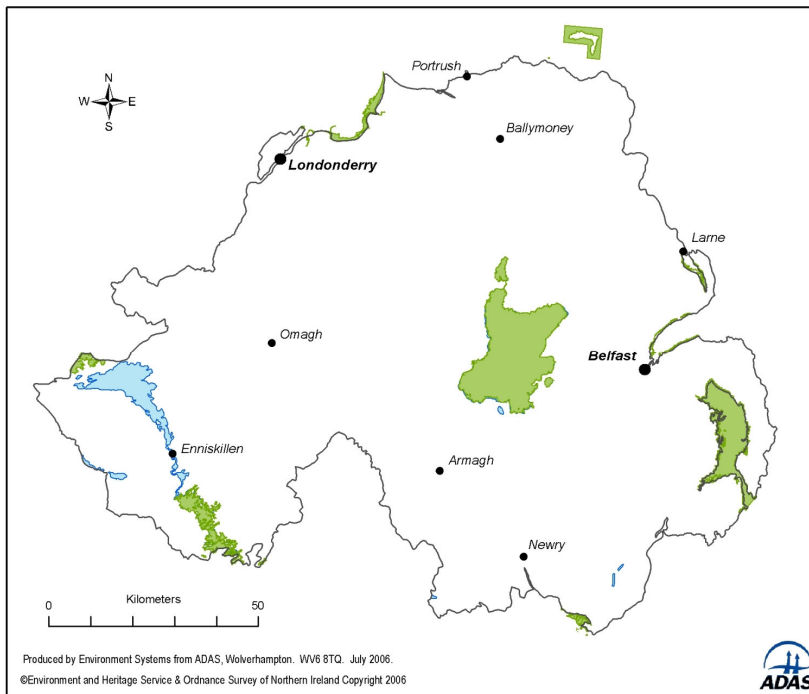 Portrush
N
W E
S
Ballymoney
Londonderry
Larne
Omagh
Belfast
Enniskillen
Armagh
Newry
Kilometers
0 50
Produced by Environment Systems from ADAS, Wolverhampton. WV6 8TQ. July 2006.
©Environment and Heritage Service & Ordnance Survey of Northern Ireland Copyright 2006
ADAS